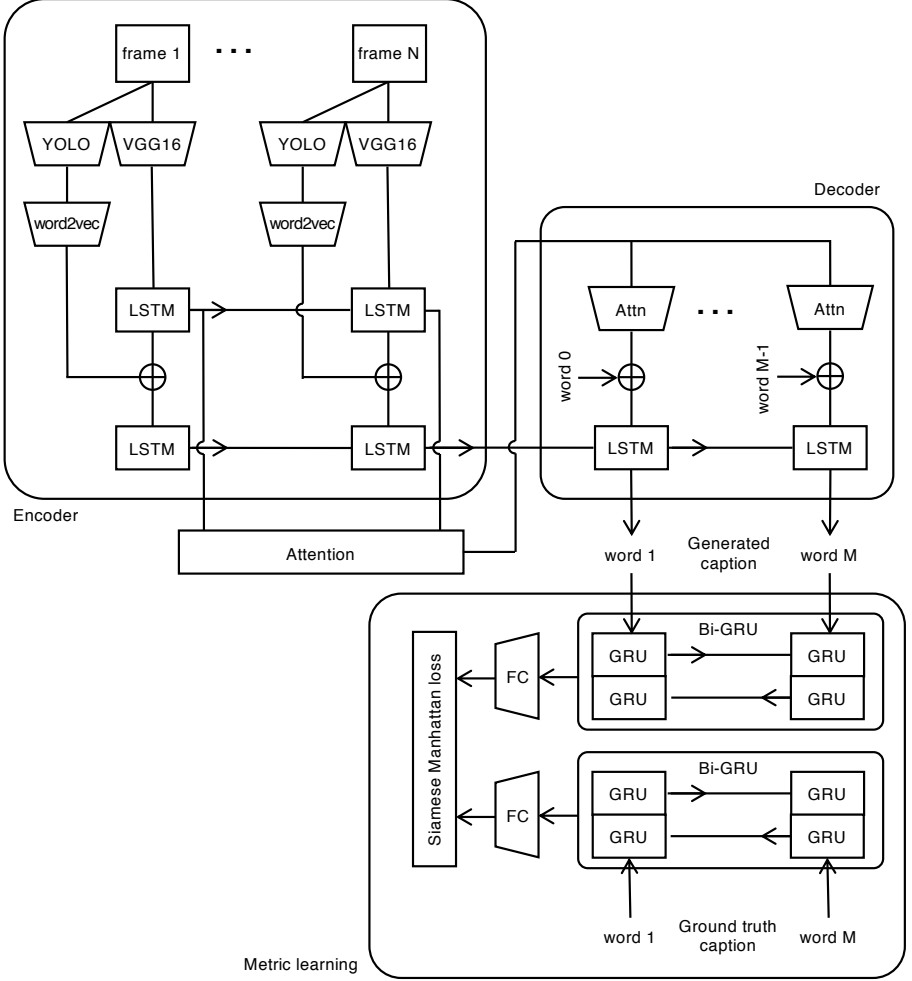 frame 1 ... frame N
YOLO VGG16 YOLO VGG16
word2vec word2vec
LSTM LSTM
LSTM LSTM
Encoder
Attention
Decoder
Attn ... Attn
word 0 word M-1
LSTM LSTM
word 1 Generated caption word M
Bi-GRU
GRU GRU
GRU GRU
FC
Siamese Manhattan loss
Bi-GRU
GRU GRU
GRU GRU
FC
word 1 Ground truth caption word M
Metric learning